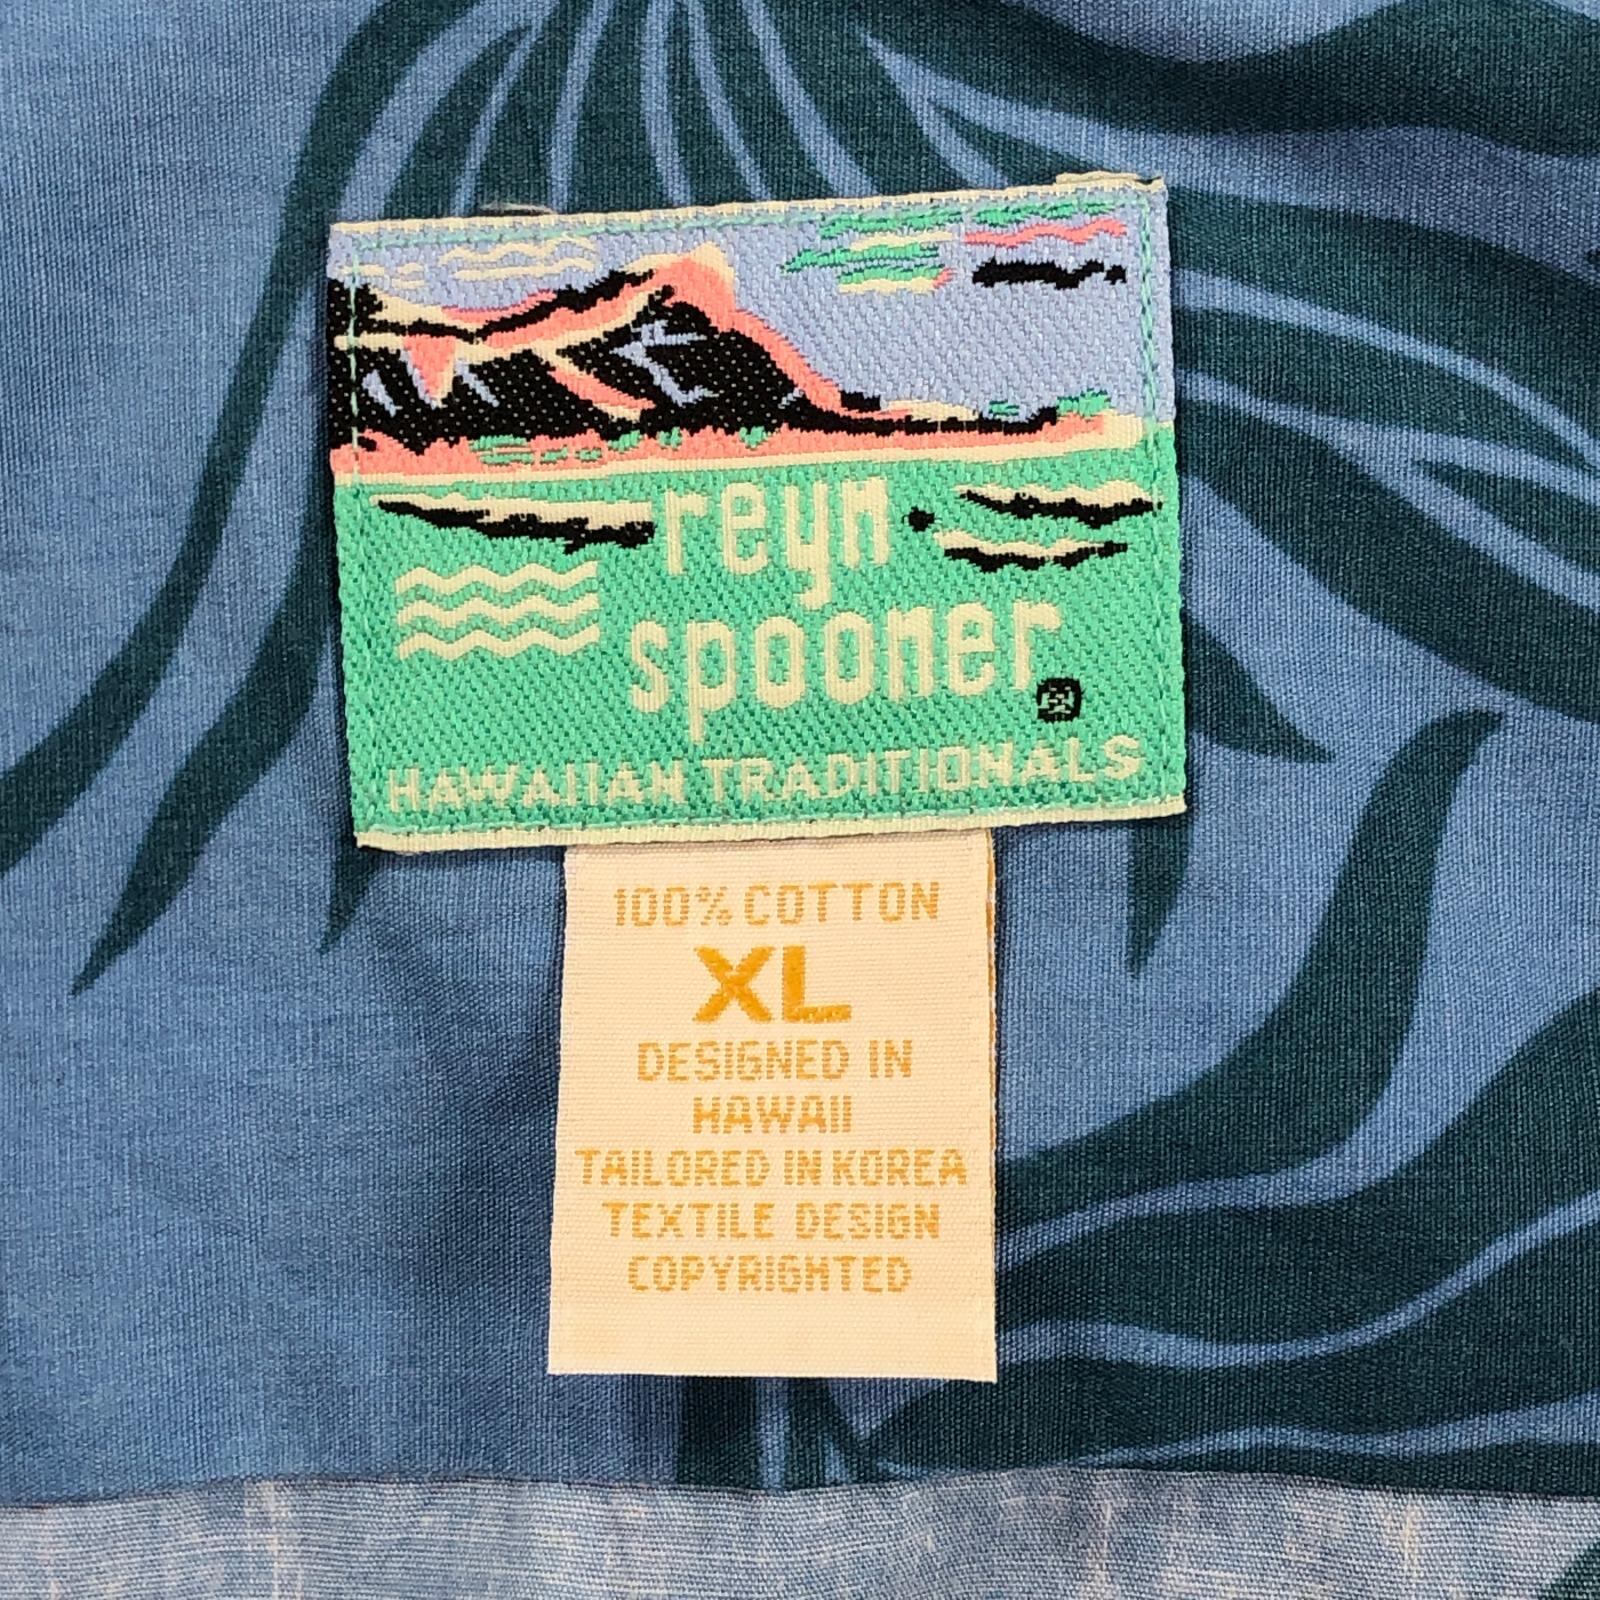 reyn
spooner
HAWAIIAN TRADITIONALS
100% COTTON
XL
DESIGNED IN
HAWAII
TAILORED IN KOREA
TEXTILE DESIGN
COPYRIGHTED